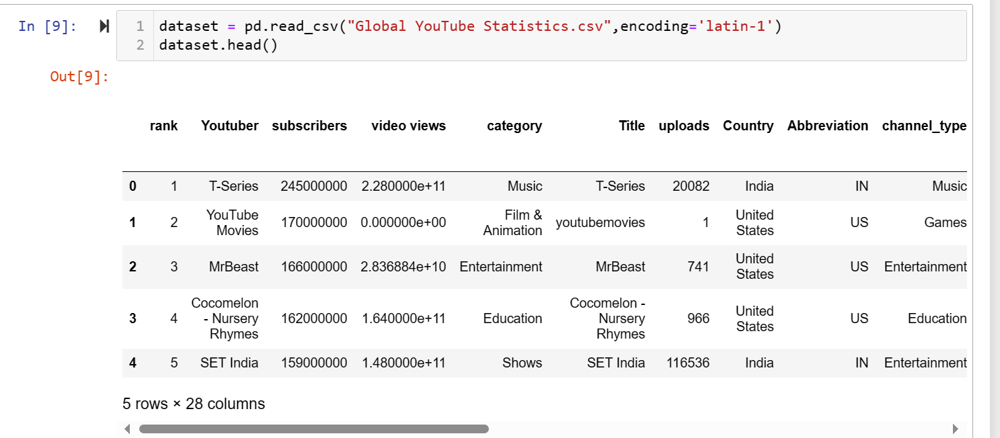 In [9]:
1 dataset = pd.read_csv("Global YouTube Statistics.csv",encoding='latin-1')
2 dataset.head()
Out[9]:
rank Youtuber subscribers video views category Title uploads Country Abbreviation channel_type
0 1 T-Series 245000000 2.280000e+11 Music T-Series 20082 India IN Music
1 2 YouTube Movies 170000000 0.000000e+00 Film & Animation youtubemovies 1 United States US Games
2 3 MrBeast 166000000 2.836884e+10 Entertainment MrBeast 741 United States US Entertainment
3 4 Cocomelon - Nursery Rhymes 162000000 1.640000e+11 Education Cocomelon - Nursery Rhymes 966 United States US Education
4 5 SET India 159000000 1.480000e+11 Shows SET India 116536 India IN Entertainment
5 rows × 28 columns